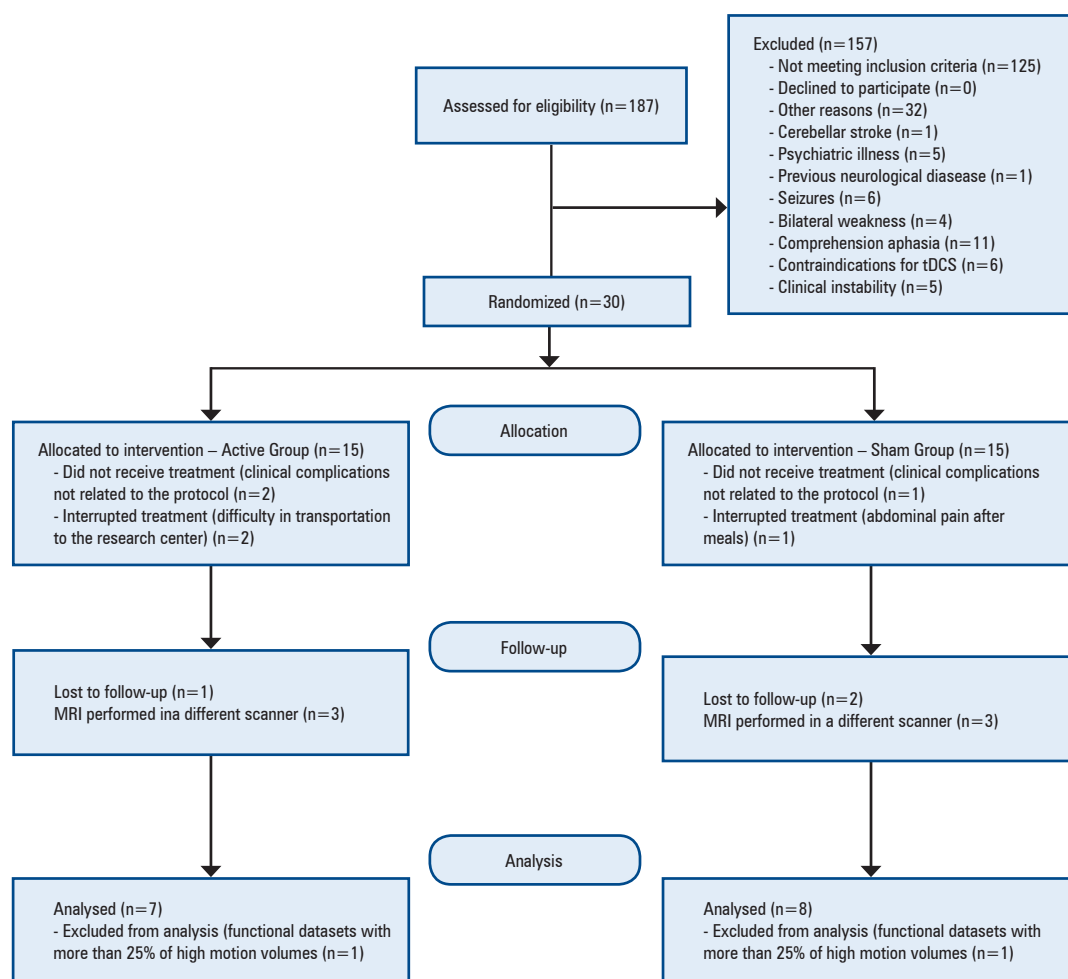 Assessed for eligibility (n=187)
Excluded (n=157)
- Not meeting inclusion criteria (n=125)
- Declined to participate (n=0)
- Other reasons (n=32)
- Cerebellar stroke (n=1)
- Psychiatric illness (n=5)
- Previous neurological diasease (n=1)
- Seizures (n=6)
- Bilateral weakness (n=4)
- Comprehension aphasia (n=11)
- Contraindications for tDCS (n=6)
- Clinical instability (n=5)
Randomized (n=30)
Allocation
Allocated to intervention – Active Group (n=15)
- Did not receive treatment (clinical complications
not related to the protocol (n=2)
- Interrupted treatment (difficulty in transportation
to the research center) (n=2)
Allocated to intervention – Sham Group (n=15)
- Did not receive treatment (clinical complications
not related to the protocol (n=1)
- Interrupted treatment (abdominal pain after
meals) (n=1)
Follow-up
Lost to follow-up (n=1)
MRI performed ina different scanner (n=3)
Lost to follow-up (n=2)
MRI performed in a different scanner (n=3)
Analysis
Analysed (n=7)
- Excluded from analysis (functional datasets with
more than 25% of high motion volumes (n=1)
Analysed (n=8)
- Excluded from analysis (functional datasets with
more than 25% of high motion volumes (n=1)